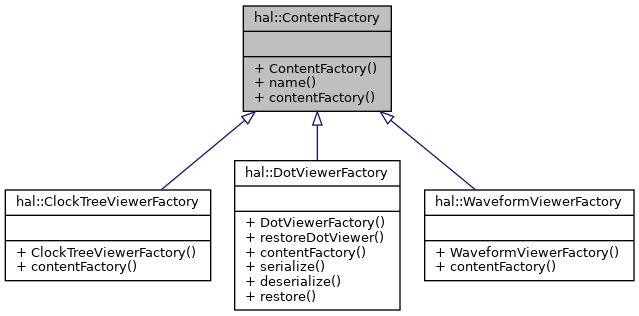 hal::ContentFactory
+ ContentFactory()
+ name()
+ contentFactory()
hal::ClockTreeViewerFactory
+ ClockTreeViewerFactory()
+ contentFactory()
hal::DotViewerFactory
+ DotViewerFactory()
+ restoreDotViewer()
+ contentFactory()
+ serialize()
+ deserialize()
+ restore()
hal::WaveformViewerFactory
+ WaveformViewerFactory()
+ contentFactory()